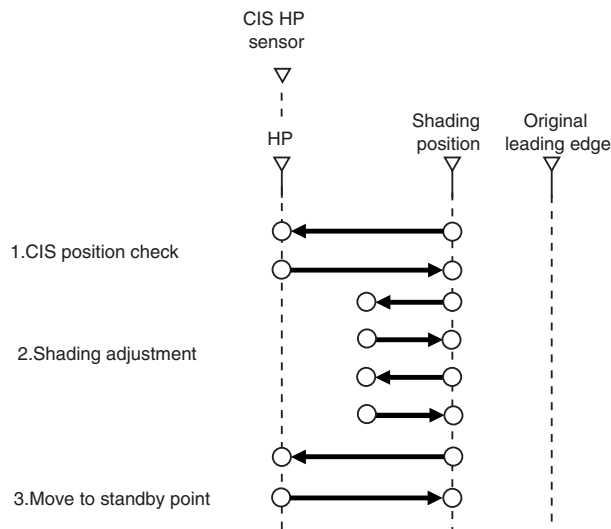 CIS HP
sensor
HP
Shading
position
Original
leading edge
1.CIS position check
2.Shading adjustment
3.Move to standby point